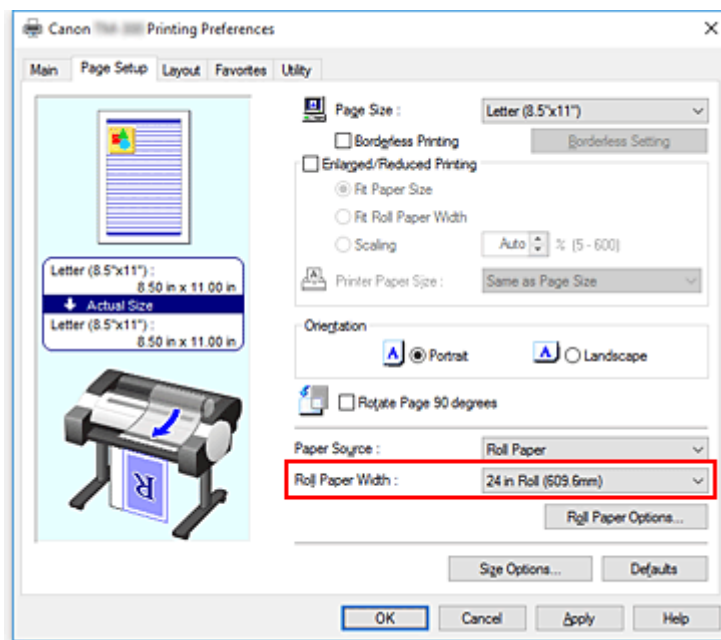 Canon Printing Preferences
Main Page Setup Layout Favorites Utility
Page Size : Letter (8.5"x11")
Borderless Printing Borderless Setting
Enlarged/Reduced Printing
Fit Paper Size
Fit Roll Paper Width
Scaling Auto % (5 - 600)
Printer Paper Size : Same as Page Size
Letter (8.5"x11") :
8.50 in x 11.00 in
Actual Size
Letter (8.5"x11") :
8.50 in x 11.00 in
Orientation
A Portrait A Landscape
Rotate Page 90 degrees
Paper Source : Roll Paper
Roll Paper Width : 24 in Roll (609.6mm)
R
Roll Paper Options...
Size Options... Defaults
OK Cancel Apply Help